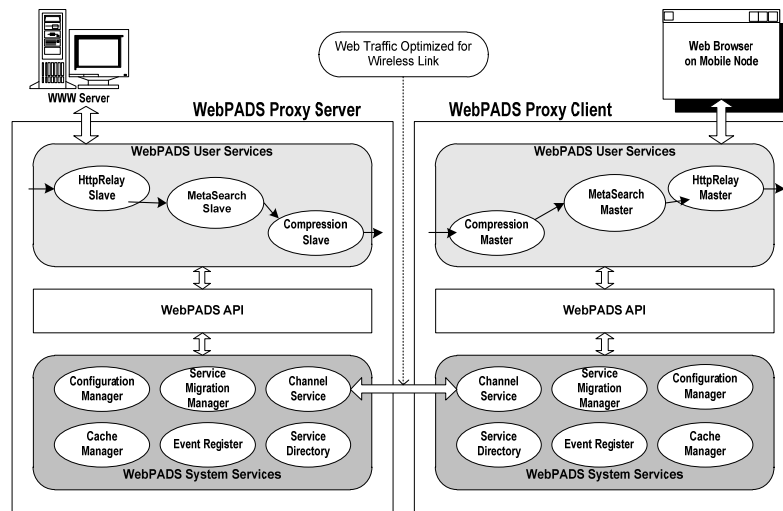 Web Traffic Optimized for
Wireless Link
Web Browser
on Mobile Node
WWW Server
WebPADS Proxy Server
WebPADS Proxy Client
WebPADS User Services
HttpRelay
Slave
MetaSearch
Slave
Compression
Slave
WebPADS User Services
Compression
Master
MetaSearch
Master
HttpRelay
Master
WebPADS API
WebPADS API
Configuration
Manager
Service
Migration
Manager
Channel
Service
Cache
Manager
Event Register
Service
Directory
WebPADS System Services
Channel
Service
Service
Migration
Manager
Configuration
Manager
Service
Directory
Event Register
Cache
Manager
WebPADS System Services